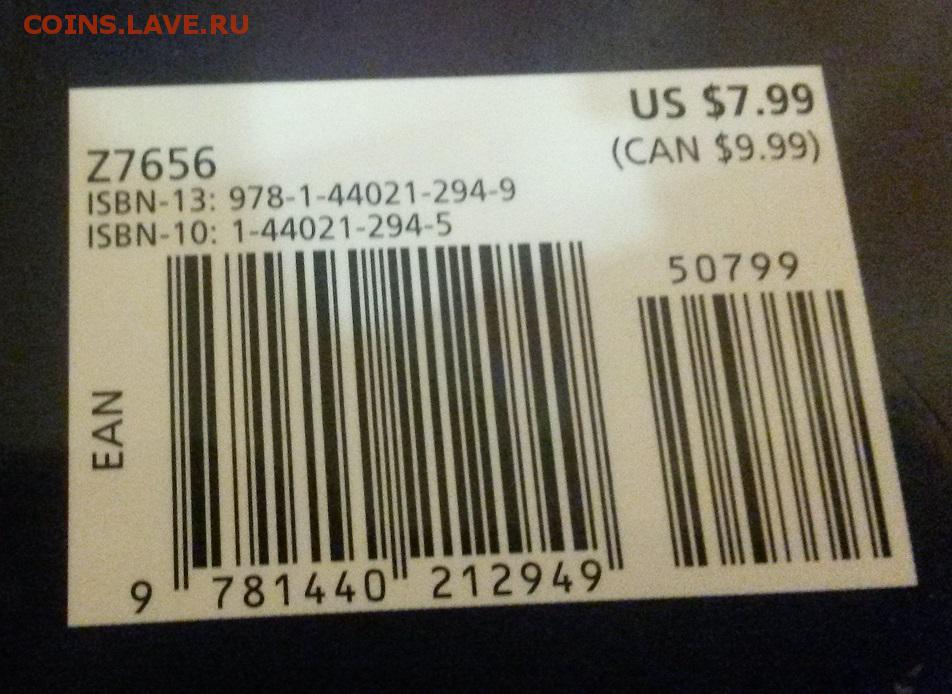 COINS.LAVE.RU
US $7.99
(CAN $9.99)
Z7656
ISBN-13: 978-1-44021-294-9
ISBN-10: 1-44021-294-5
50799
EAN
9 781440 212949